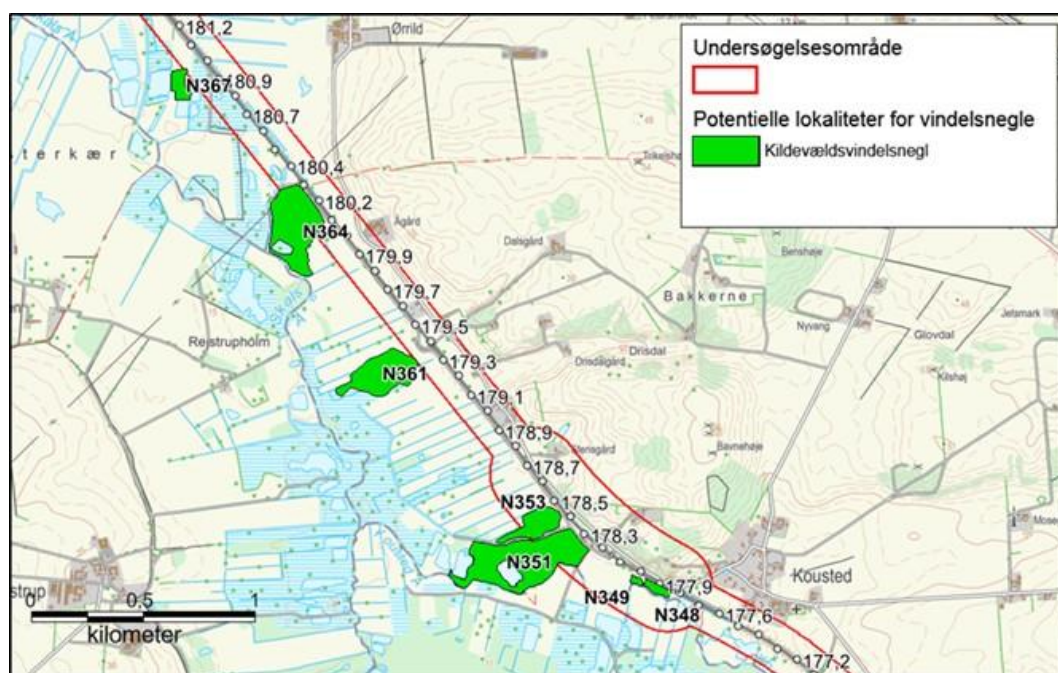 181,2
Ørrild
Undersøgelsesområde
N367
180,9
180,7
Potentielle lokaliteter for vindelsnegle
Kildevældsvindelsnegl
180,4
180,2
N364
Ågård
Dalsgård
Benshøje
179,9
Bakkerne
179,7
Nyvang
Glovdal
Jelsmark
179,5
Rejstrupholm
Drisdal
Drisdalgård
179,3
N361
Kilshøj
179,1
178,9
Bavnehøje
178,7
N353
178,5
178,3
N351
Kousted
177,9
N349
N348
177,6
0 0.5 1
kilometer
177,2